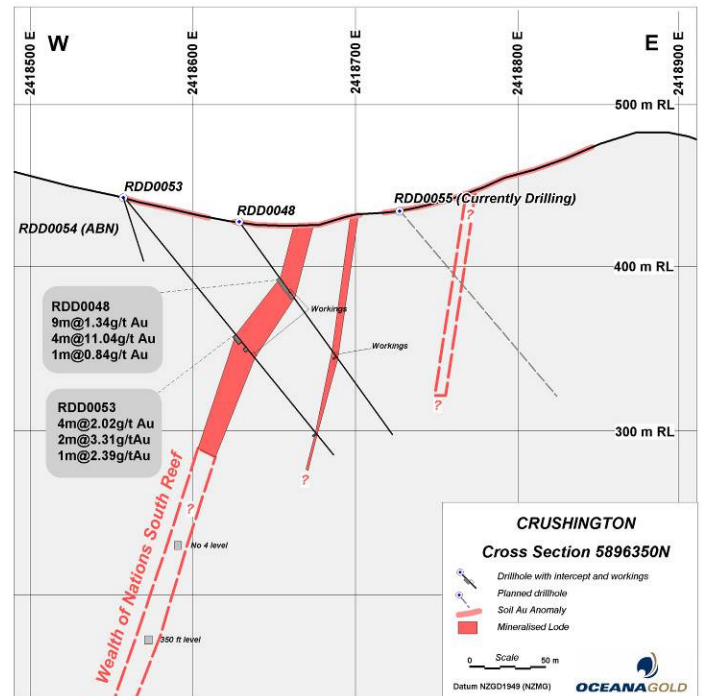 2418500 E
2418600 E
2418700 E
2418800 E
2418900 E
W
E
500 m RL
RDD0053
RDD0048
RDD0055 (Currently Drilling)
RDD0054 (ABN)
?
400 m RL
RDD0048
9m@1.34g/t Au
4m@11.04g/t Au
1m@0.84g/t Au
Workings
Workings
RDD0053
4m@2.02g/t Au
2m@3.31g/tAu
1m@2.39g/tAu
?
300 m RL
?
Wealth of Nations South Reef
?
No 4 level
350 ft level
CRUSHINGTON
Cross Section 5896350N
Drillhole with intercept and workings
Planned drillhole
Soil Au Anomaly
Mineralised Lode
0 Scale 50 m
Datum NZGD1949 (NZMG)
OCEANAGOLD